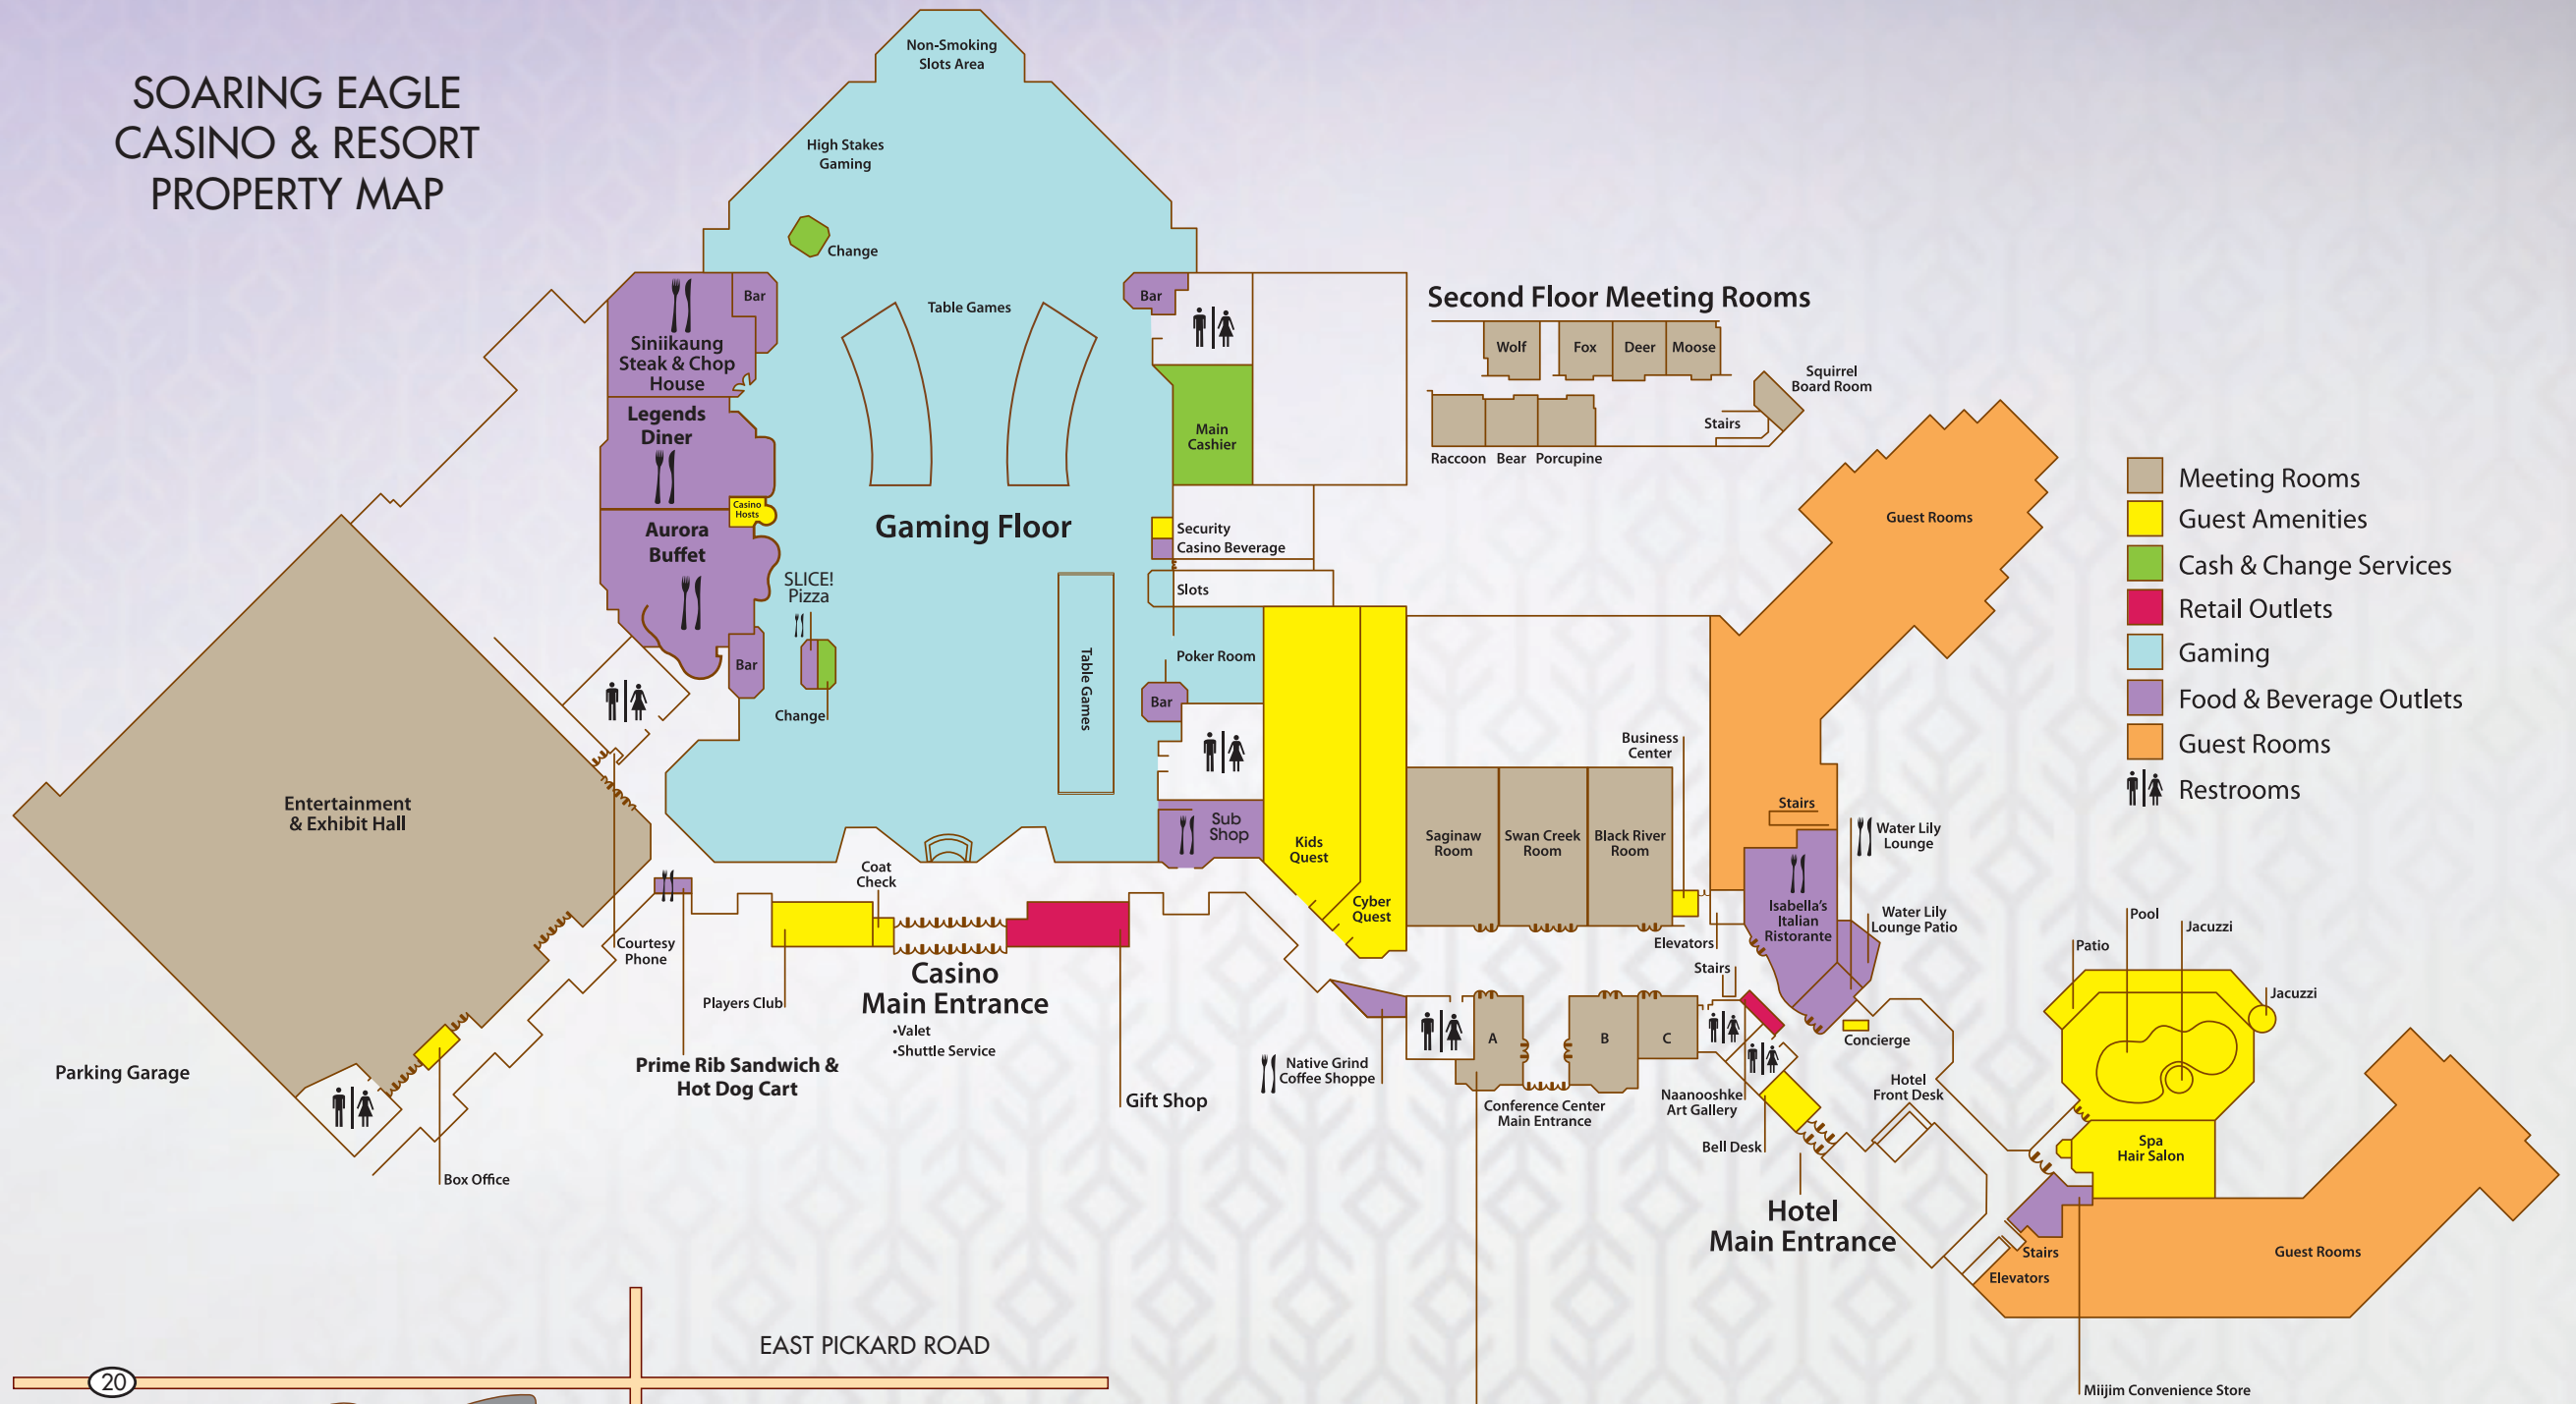 SOARING EAGLE
CASINO & RESORT
PROPERTY MAP
Non-Smoking
Slots Area
High Stakes
Gaming
Change
Table Games
Bar
Bar
Siniikaung
Steak & Chop
House
Legends
Diner
Casino
Hosts
Aurora
Buffet
Gaming Floor
Main
Cashier
Security
Casino Beverage
Slots
SLICE!
Pizza
Bar
Change
Table Games
Poker Room
Bar
Sub
Shop
Kids
Quest
Cyber
Quest
Second Floor Meeting Rooms
Wolf
Fox
Deer
Moose
Squirrel
Board Room
Stairs
Raccoon
Bear
Porcupine
Guest Rooms
Meeting Rooms
Guest Amenities
Cash & Change Services
Retail Outlets
Gaming
Food & Beverage Outlets
Guest Rooms
Restrooms
Entertainment
& Exhibit Hall
Coat
Check
Courtesy
Phone
Players Club
Casino
Main Entrance
•Valet
•Shuttle Service
Prime Rib Sandwich &
Hot Dog Cart
Gift Shop
Parking Garage
Box Office
Business
Center
Saginaw
Room
Swan Creek
Room
Black River
Room
Stairs
Water Lily
Lounge
Isabella's
Italian
Ristorante
Water Lily
Lounge Patio
Elevators
Stairs
Native Grind
Coffee Shoppe
A
B
C
Conference Center
Main Entrance
Naanooshke
Art Gallery
Bell Desk
Concierge
Hotel
Front Desk
Hotel
Main Entrance
Pool
Jacuzzi
Patio
Jacuzzi
Spa
Hair Salon
Stairs
Elevators
Guest Rooms
Miijim Convenience Store
EAST PICKARD ROAD
20